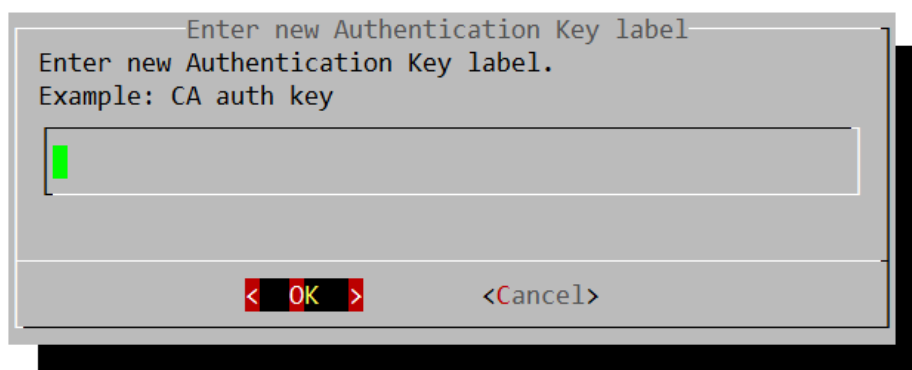 Enter new Authentication Key label
Enter new Authentication Key label.
Example: CA auth key
< OK > <Cancel>